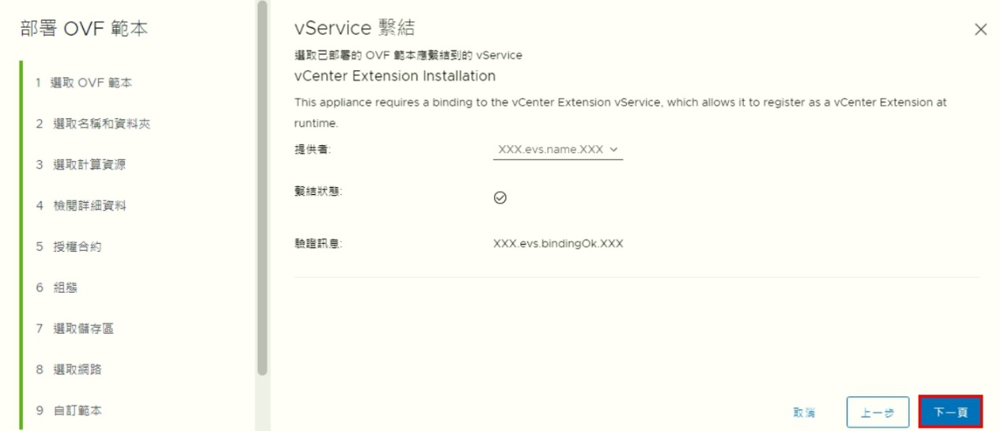 部署 OVF 範本
1 選取 OVF 範本
2 選取名稱和資料夾
3 選取計算資源
4 檢閱詳細資料
5 授權合約
6 組態
7 選取儲存區
8 選取網路
9 自訂範本
vService 繫結
選取已部署的 OVF 範本應繫結到的 vService
vCenter Extension Installation
This appliance requires a binding to the vCenter Extension vService, which allows it to register as a vCenter Extension at
runtime.
提供者: XXX.evs.name.XXX
繫結狀態:
驗證訊息: XXX.evs.bindingOk.XXX
取消 上一步 下一頁